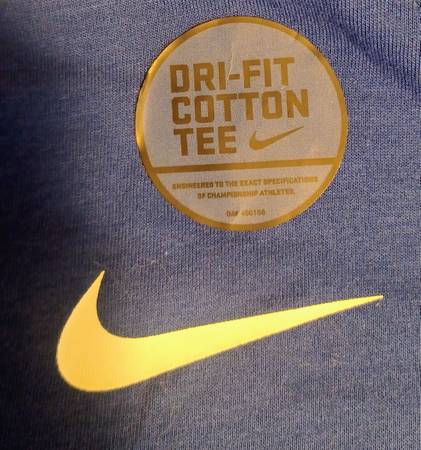 DRI-FIT
COTTON
TEE
ENGINEERED TO THE EXACT SPECIFICATIONS
OF CHAMPIONSHIP ATHLETES.